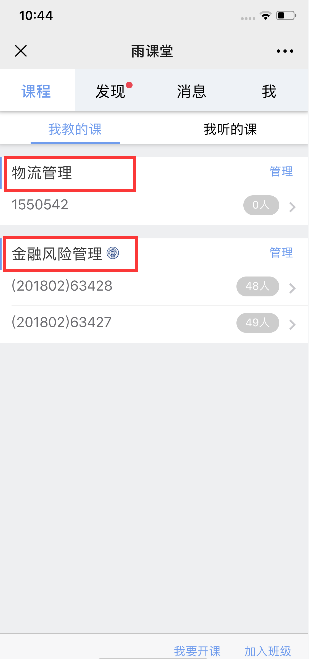 10:44
雨课堂
课程 发现 消息 我
我教的课 我听的课
物流管理 管理
1550542 0人
金融风险管理 管理
(201802)63428 48人
(201802)63427 49人
我要开课 加入班级